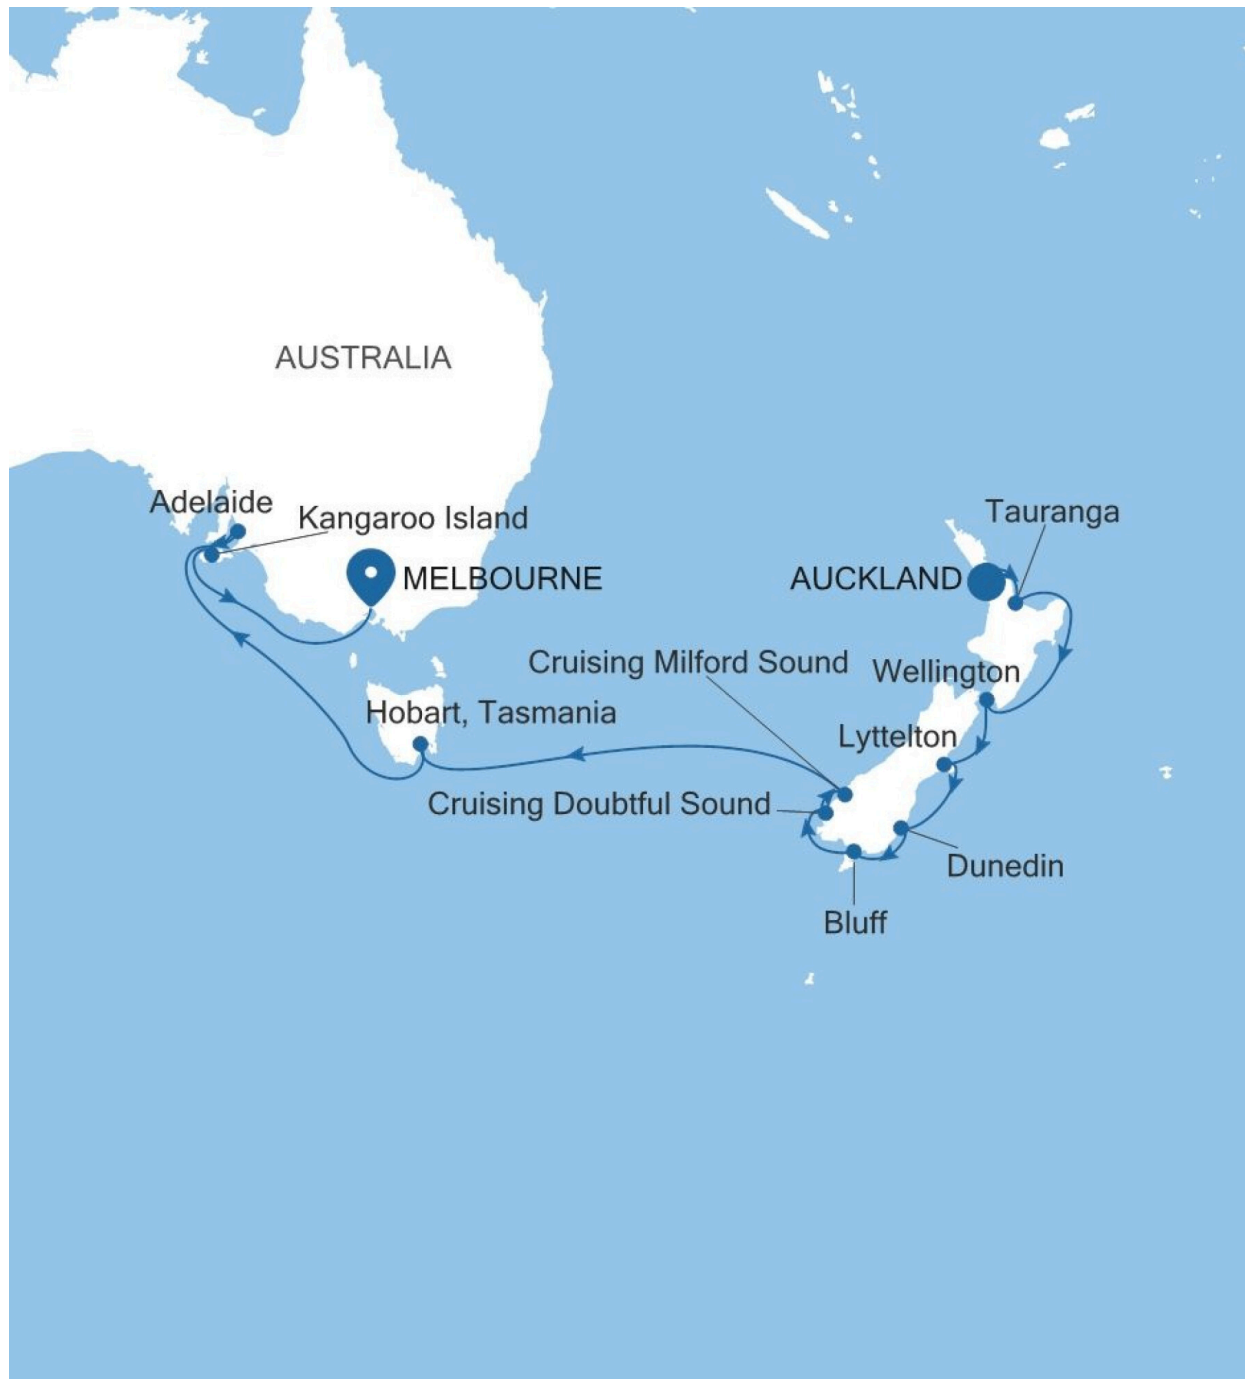 AUSTRALIA
Adelaide
Kangaroo Island
Tauranga
MELBOURNE
AUCKLAND
Cruising Milford Sound
Wellington
Hobart, Tasmania
Lyttelton
Cruising Doubtful Sound
Dunedin
Bluff